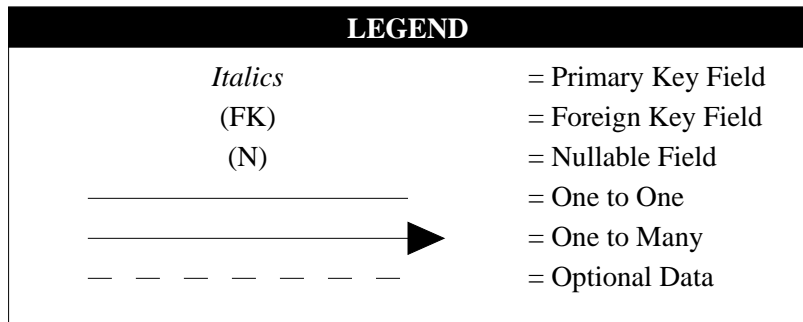 LEGEND
Italics = Primary Key Field
(FK) = Foreign Key Field
(N) = Nullable Field
= One to One
= One to Many
= Optional Data